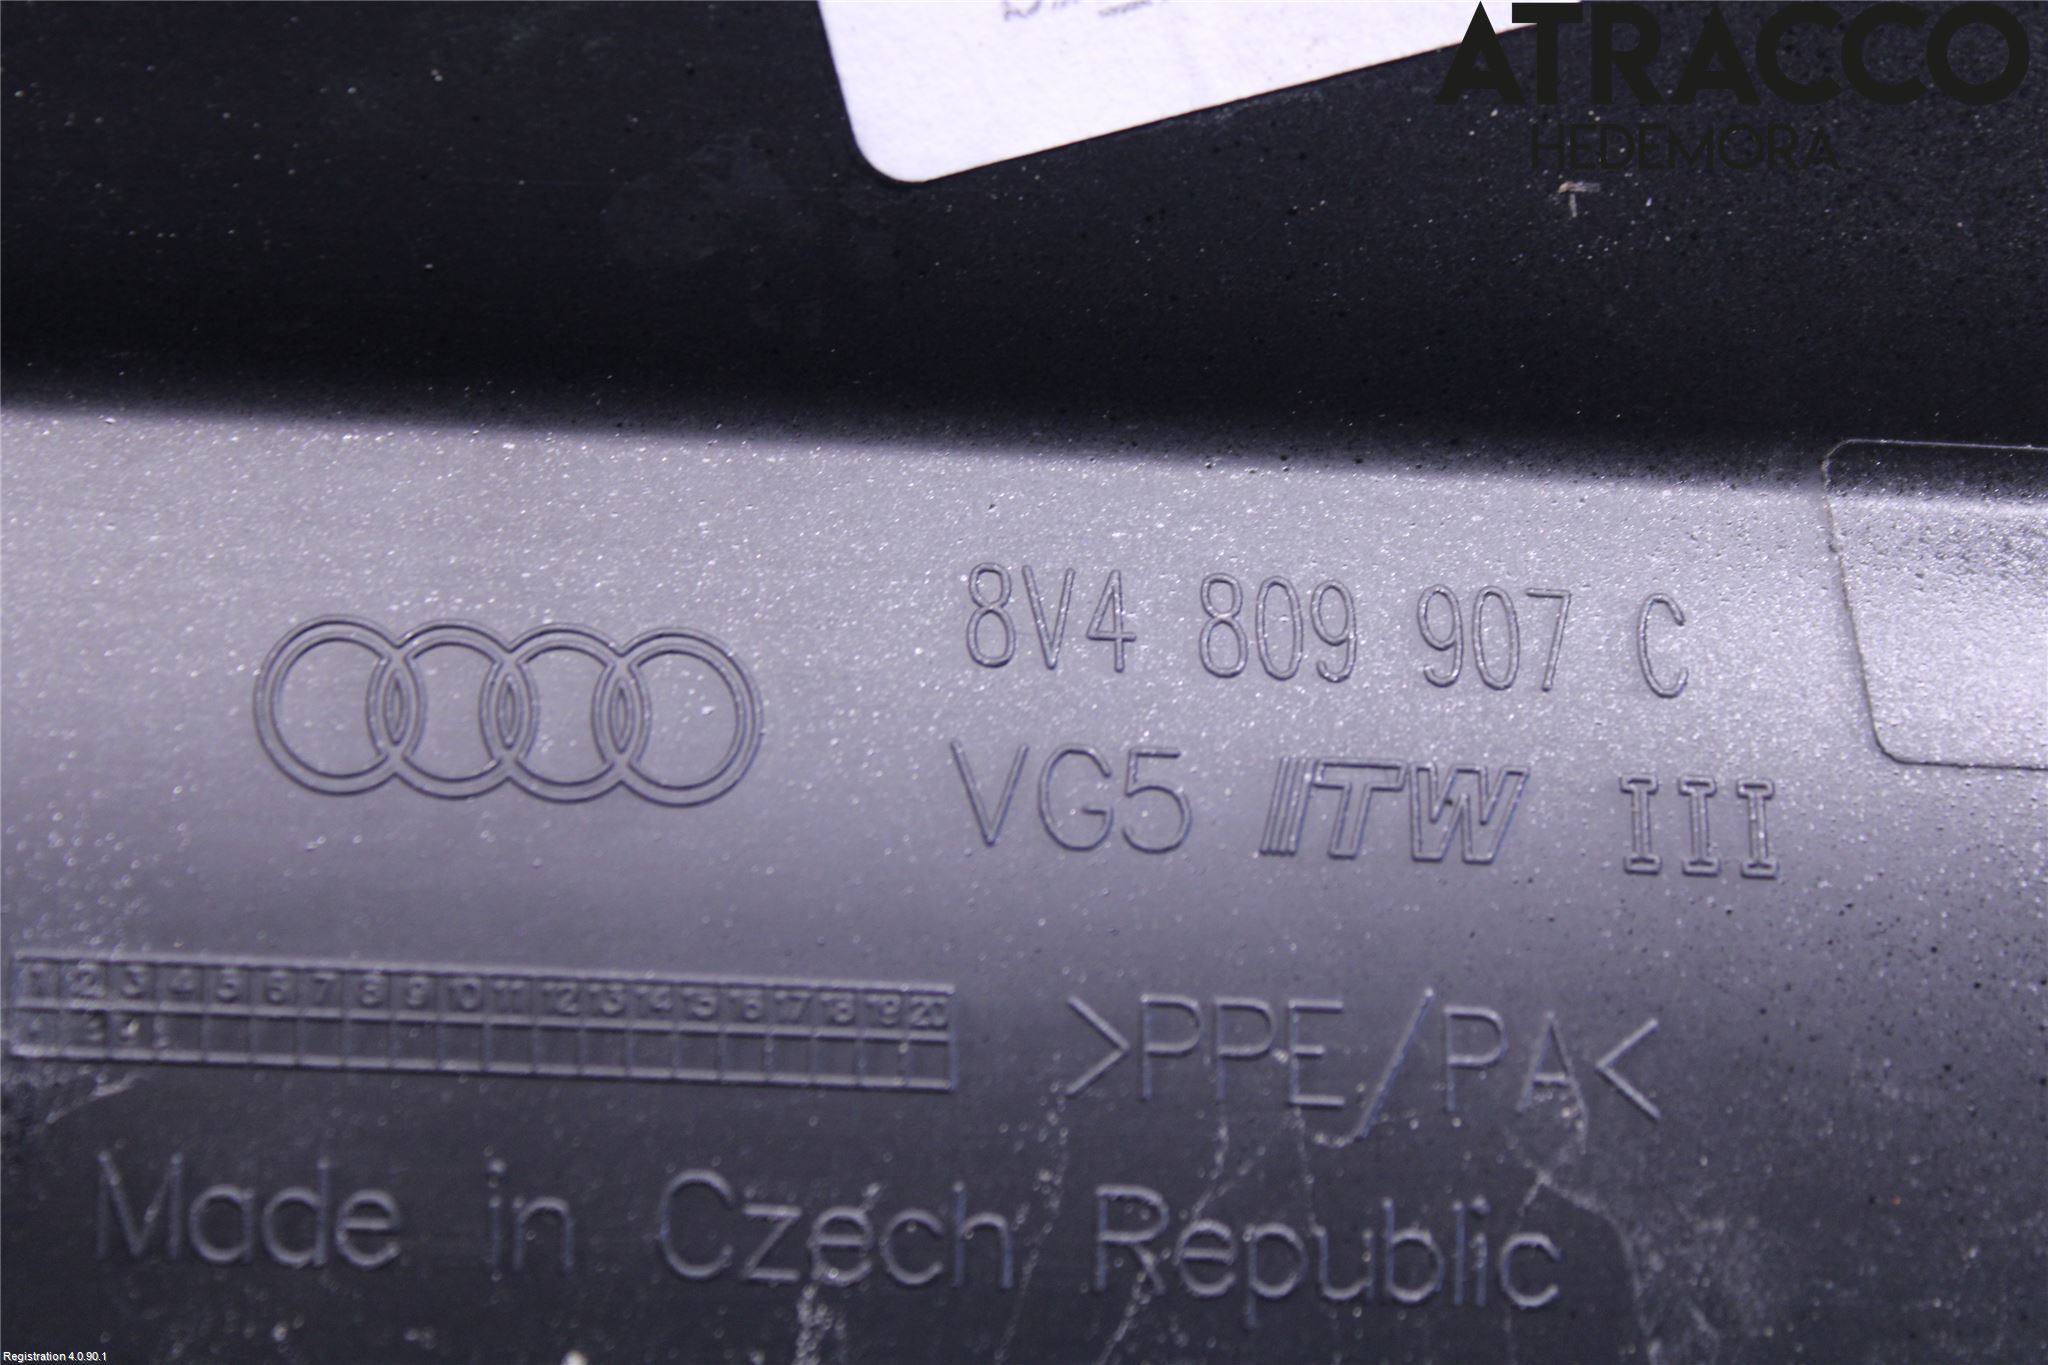 ATRACCO
HEDEMORA
8V4 809 907 C
VG5 ITW III
1 2 3 4 5 6 7 8 9 10 11 12 13 14 15 16 17 18 19 20
>PPE/PA<
Made in Czech Republic
Registration 4.0.90.1